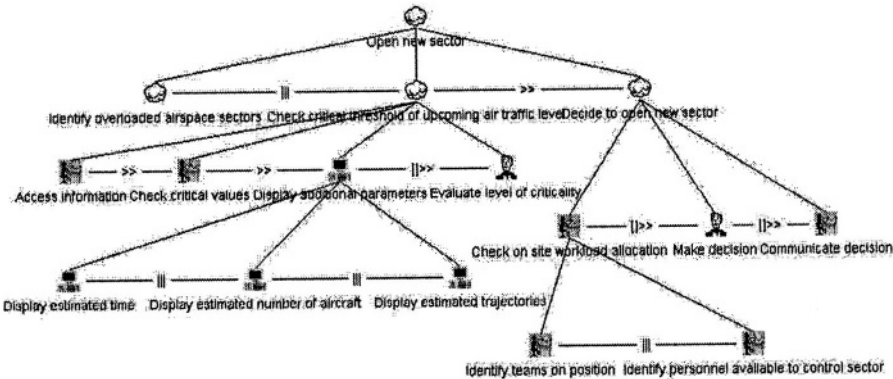 Open new sector
||| >>
Identify overloaded airspace sectors Check critical threshold of upcoming air traffic level Decide to open new sector
>> >> []>>
Access information Check critical values Display additional parameters Evaluate level of criticality
[]>> []>>
Check on site workload allocation Make decision Communicate decision
||| |||
Display estimated time Display estimated number of aircraft Display estimated trajectories
|||
Identify teams on position Identify personnel available to control sector